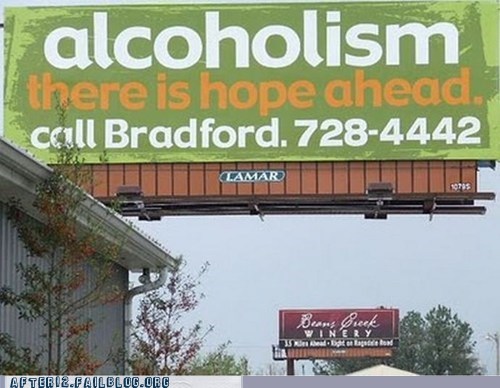 alcoholism
there is hope ahead.
call Bradford. 728-4442
LAMAR
10795
Beans Creek
WINERY
3.5 Miles Ahead • Right on Ragsdale Road
AFTER12.FAILBLOG.ORG